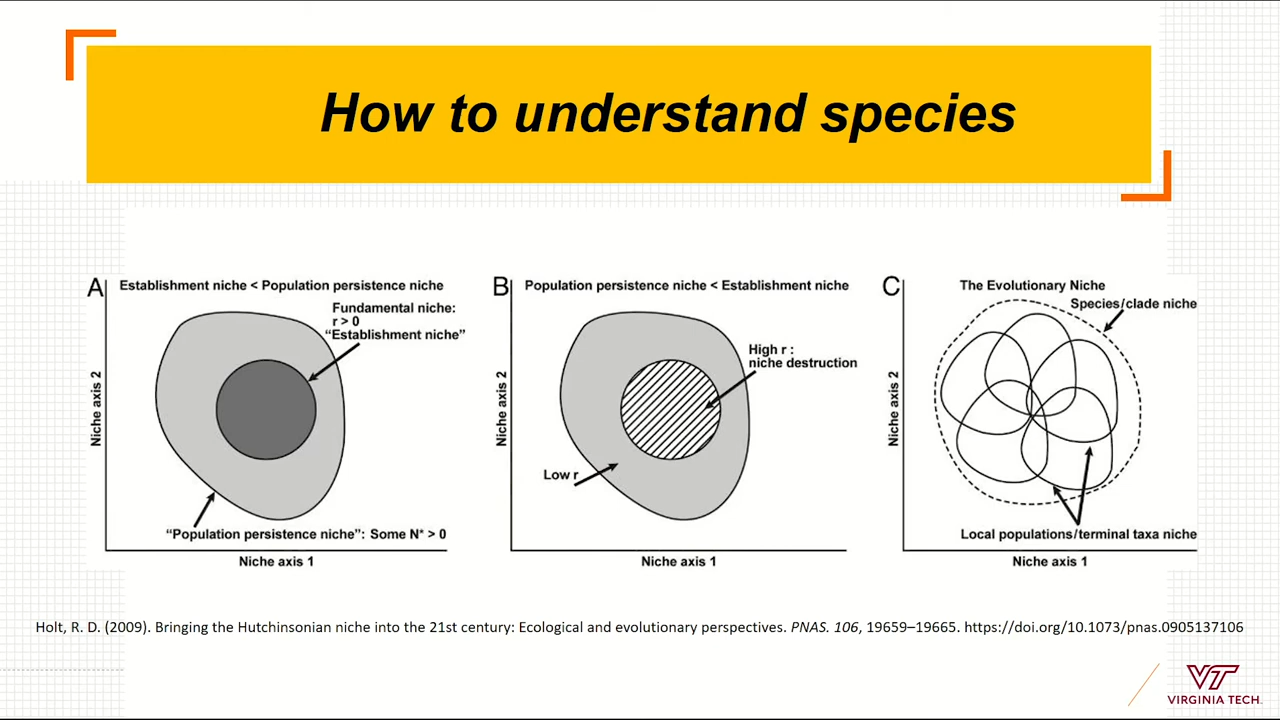 How to understand species
A
Establishment niche < Population persistence niche
Fundamental niche:
r > 0
“Establishment niche”
Niche axis 2
“Population persistence niche”: Some N* > 0
Niche axis 1
B
Population persistence niche < Establishment niche
High r :
niche destruction
Niche axis 2
Low r
Niche axis 1
C
The Evolutionary Niche
Species/clade niche
Niche axis 2
Local populations/terminal taxa niche
Niche axis 1
Holt, R. D. (2009). Bringing the Hutchinsonian niche into the 21st century: Ecological and evolutionary perspectives. PNAS. 106, 19659–19665. https://doi.org/10.1073/pnas.0905137106
VT
VIRGINIA TECH.